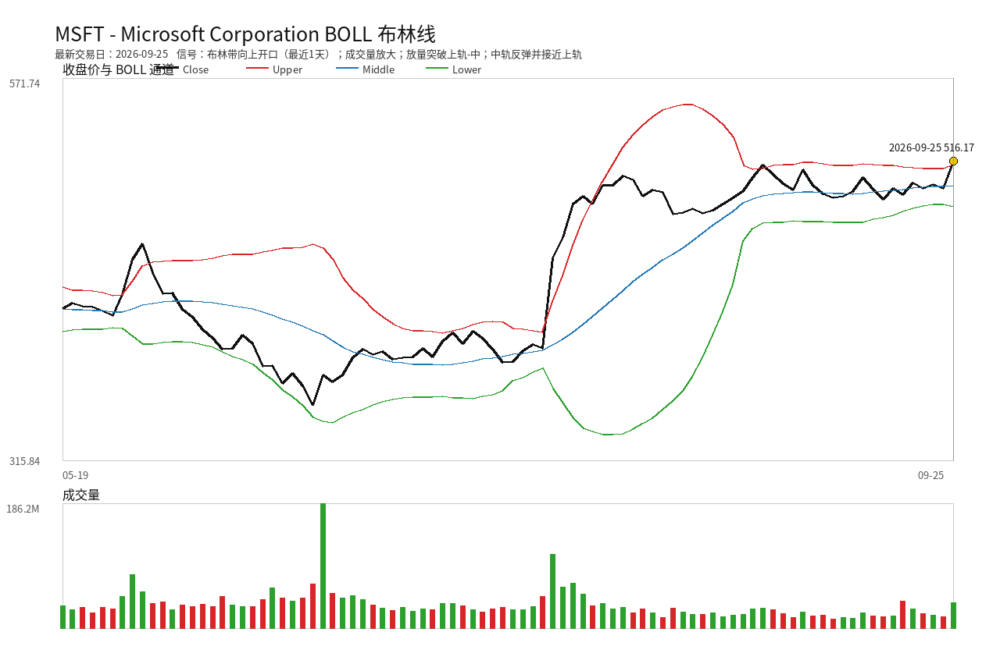 MSFT - Microsoft Corporation BOLL 布林线
最新交易日：2026-09-25 信号：布林带向上开口（最近1天）；成交量放大；放量突破上轨-中；中轨反弹并接近上轨
收盘价与 BOLL 通道 Close Upper Middle Lower
571.74
2026-09-25 516.17
315.84
05-19 09-25
成交量
186.2M